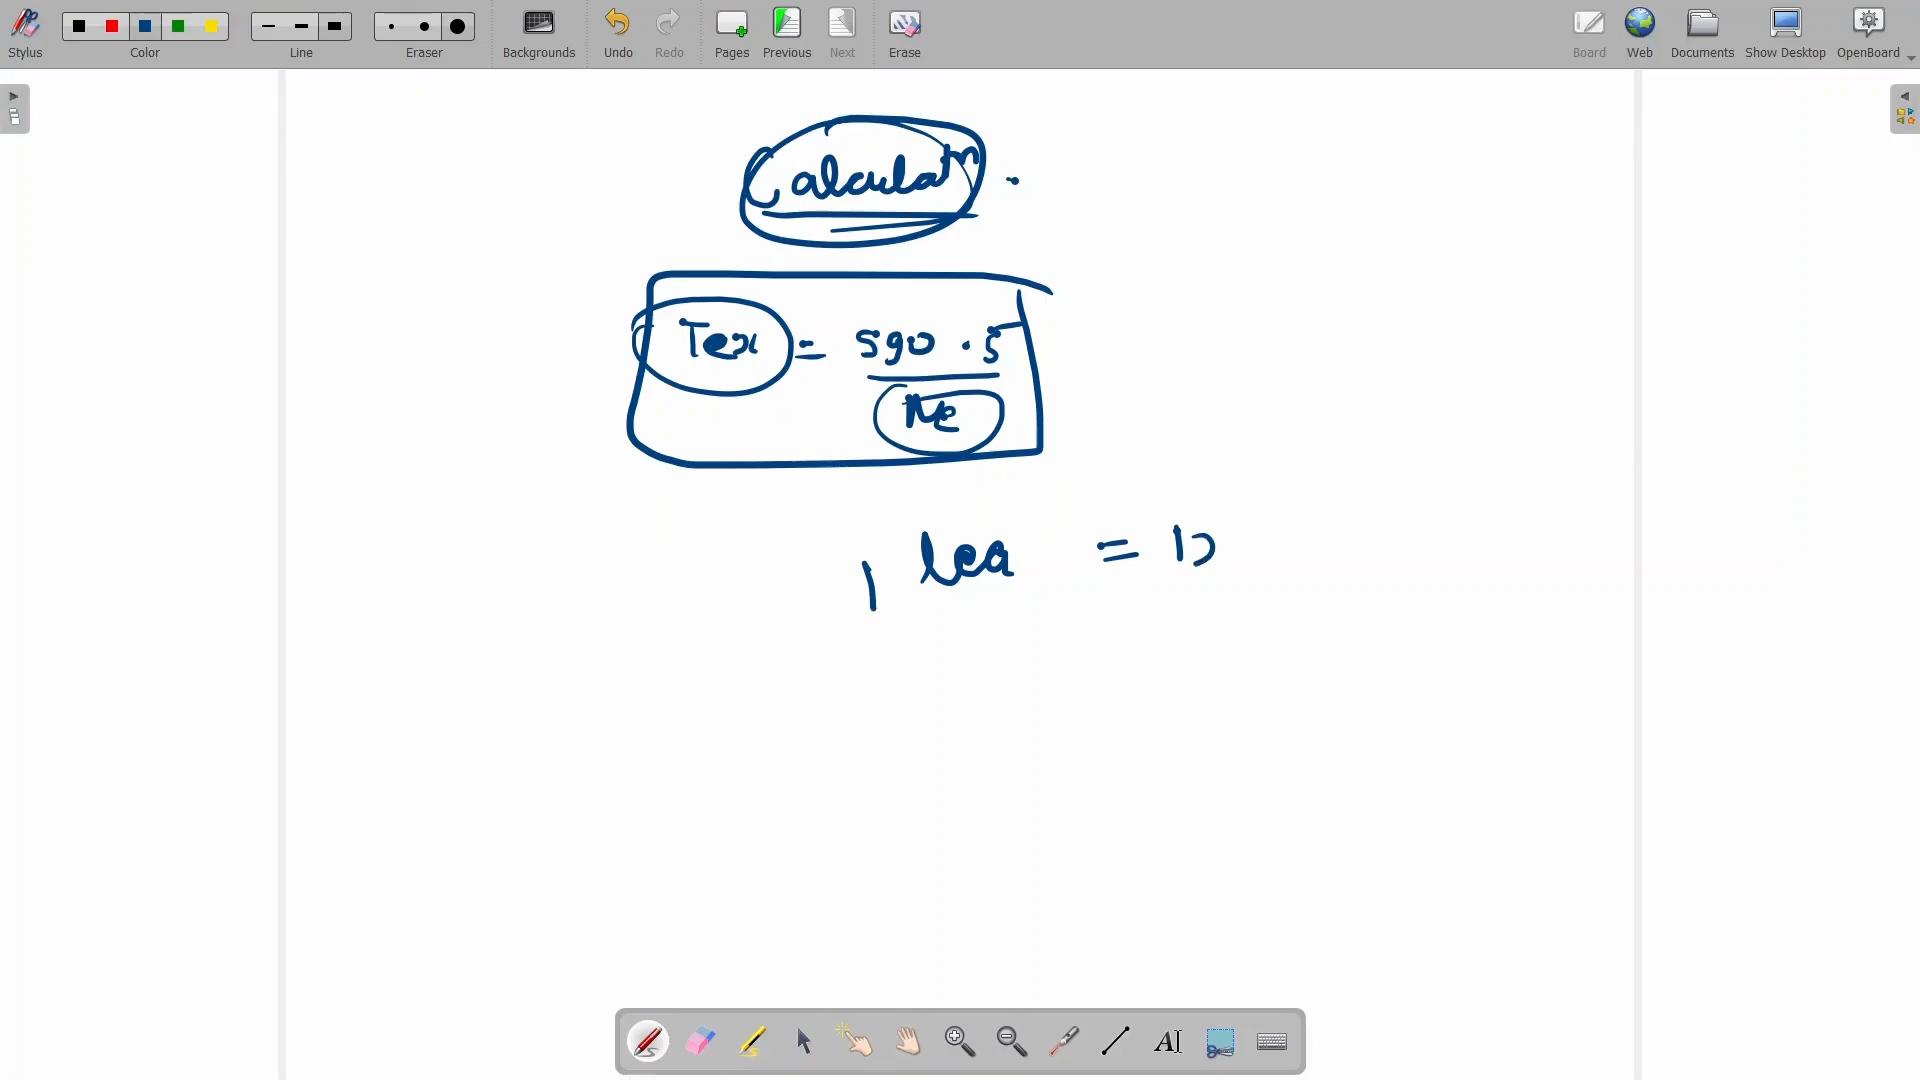 Stylus Color Line Eraser Backgrounds Undo Redo Pages Previous Next Erase Board Web Documents Show Desktop OpenBoard
Calculatn .
Tex = 590.5
Ne
1 lea = 10